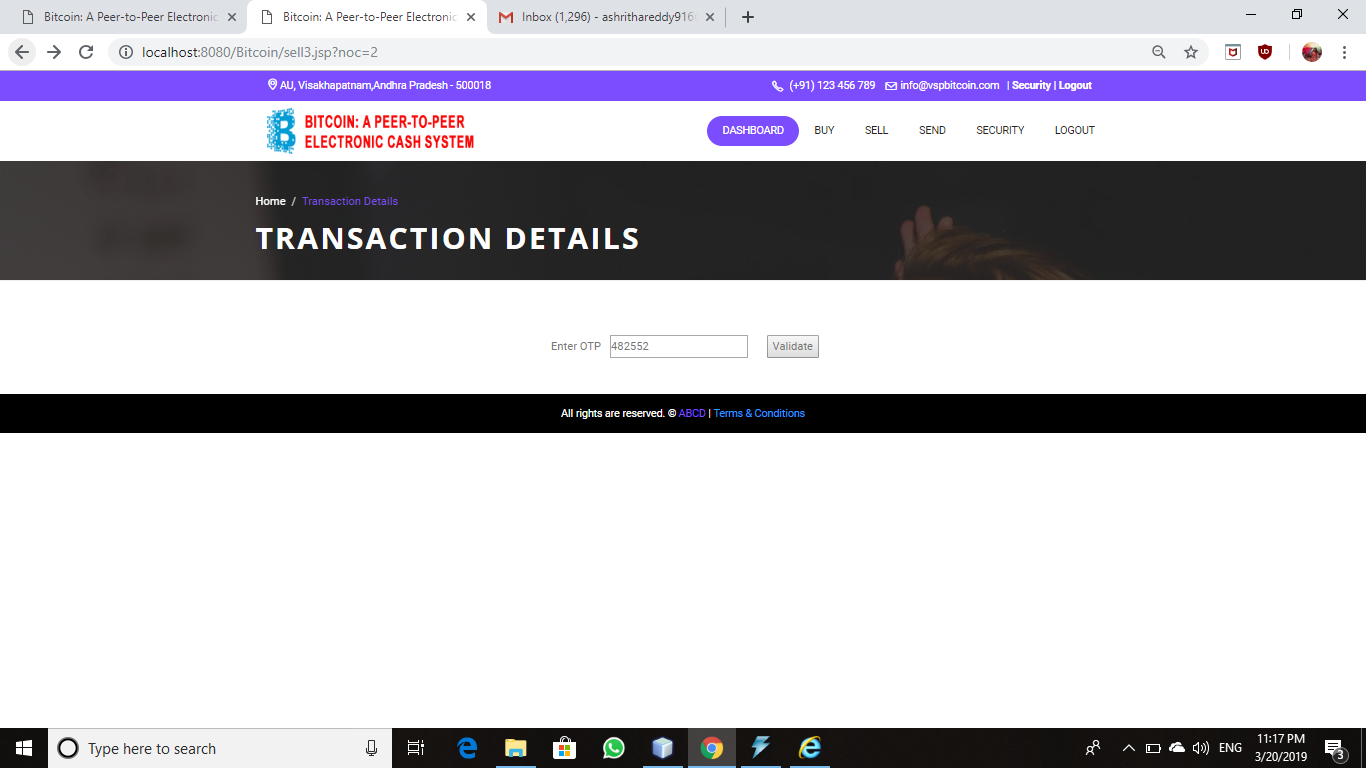 Bitcoin: A Peer-to-Peer Electronic
Bitcoin: A Peer-to-Peer Electronic
Inbox (1,296) - ashrithareddy916
localhost:8080/Bitcoin/sell3.jsp?noc=2
AU, Visakhapatnam,Andhra Pradesh - 500018
(+91) 123 456 789 info@vspbitcoin.com | Security | Logout
BITCOIN: A PEER-TO-PEER
ELECTRONIC CASH SYSTEM
DASHBOARD BUY SELL SEND SECURITY LOGOUT
Home / Transaction Details
TRANSACTION DETAILS
Enter OTP 482552 Validate
All rights are reserved. © ABCD | Terms & Conditions
Type here to search
ENG
11:17 PM
3/20/2019
3